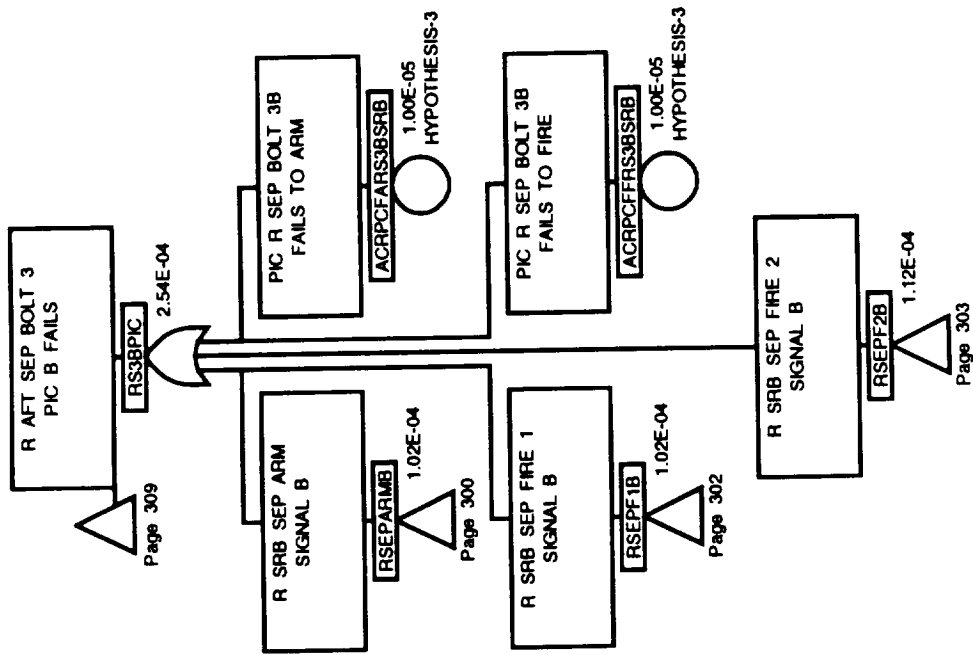 R AFT SEP BOLT 3
PIC B FAILS
RS3BPIC
2.54E-04
Page 309
R SRB SEP ARM
SIGNAL B
RSEPARMB
1.02E-04
Page 300
PIC R SEP BOLT 3B
FAILS TO ARM
ACRPCFARS3BSRB
1.00E-05
HYPOTHESIS-3
R SRB SEP FIRE 1
SIGNAL B
RSEPF1B
1.02E-04
Page 302
PIC R SEP BOLT 3B
FAILS TO FIRE
ACRPCFFRS3BSRB
1.00E-05
HYPOTHESIS-3
R SRB SEP FIRE 2
SIGNAL B
RSEPF2B
1.12E-04
Page 303